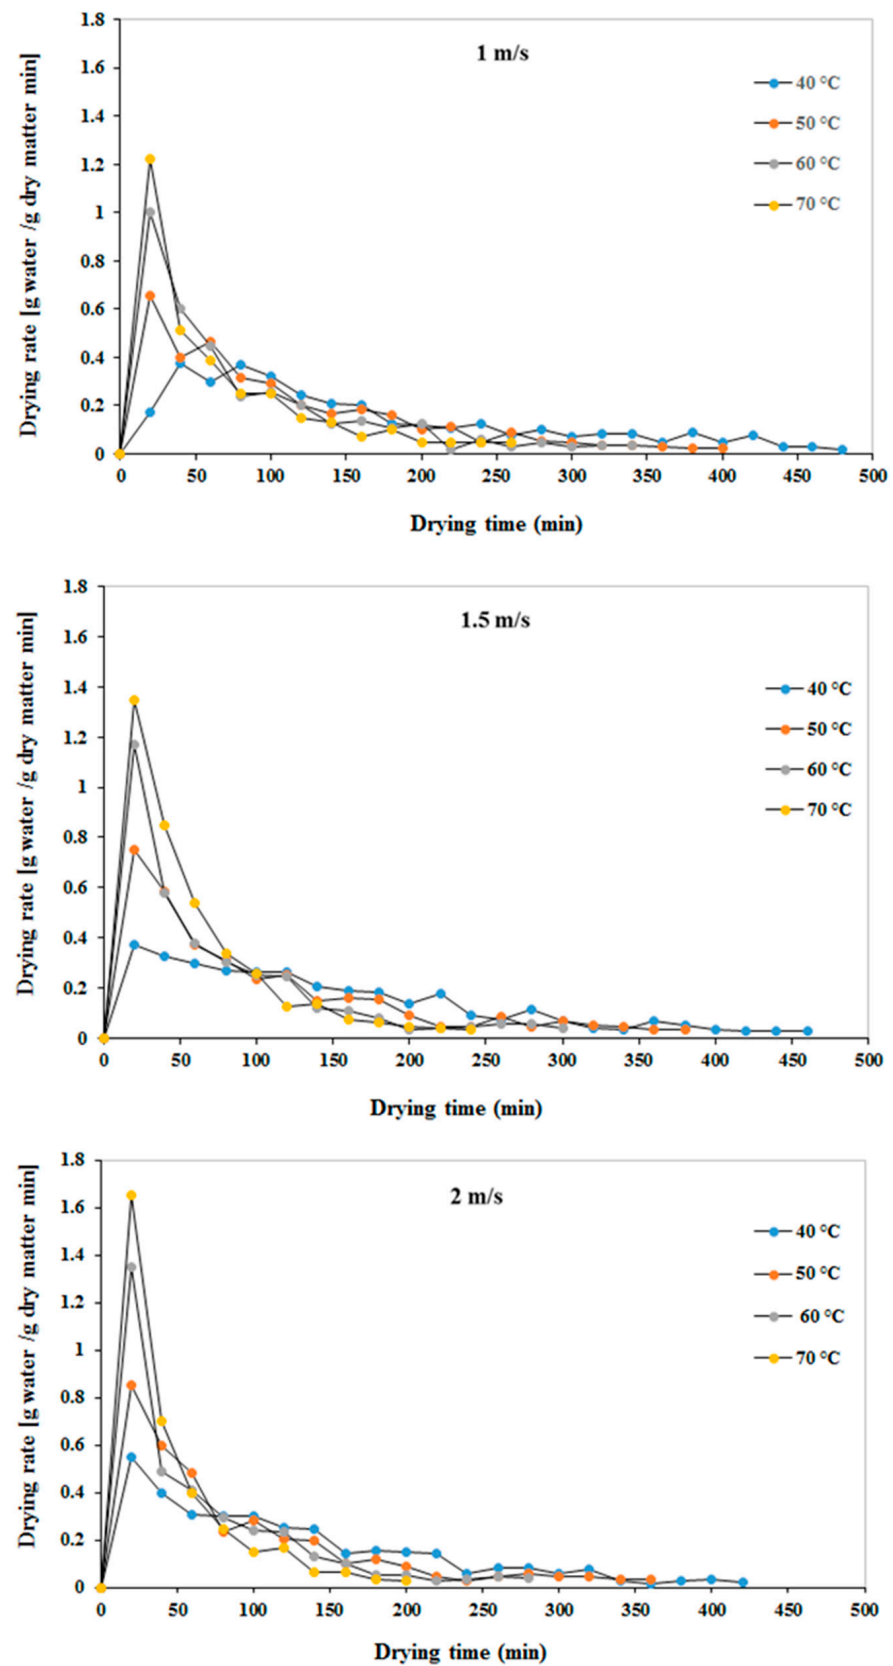 1.8
1 m/s
1.6
40 °C
1.4
50 °C
1.2
60 °C
1
70 °C
0.8
0.6
0.4
0.2
0
Drying rate [g water /g dry matter min]
0 50 100 150 200 250 300 350 400 450 500
Drying time (min)
1.8
1.5 m/s
1.6
1.4
40 °C
1.2
50 °C
60 °C
1
70 °C
0.8
0.6
0.4
0.2
0
Drying rate [g water /g dry matter min]
0 50 100 150 200 250 300 350 400 450 500
Drying time (min)
1.8
2 m/s
1.6
40 °C
1.4
50 °C
1.2
60 °C
1
70 °C
0.8
0.6
0.4
0.2
0
Drying rate [g water /g dry matter min]
0 50 100 150 200 250 300 350 400 450 500
Drying time (min)